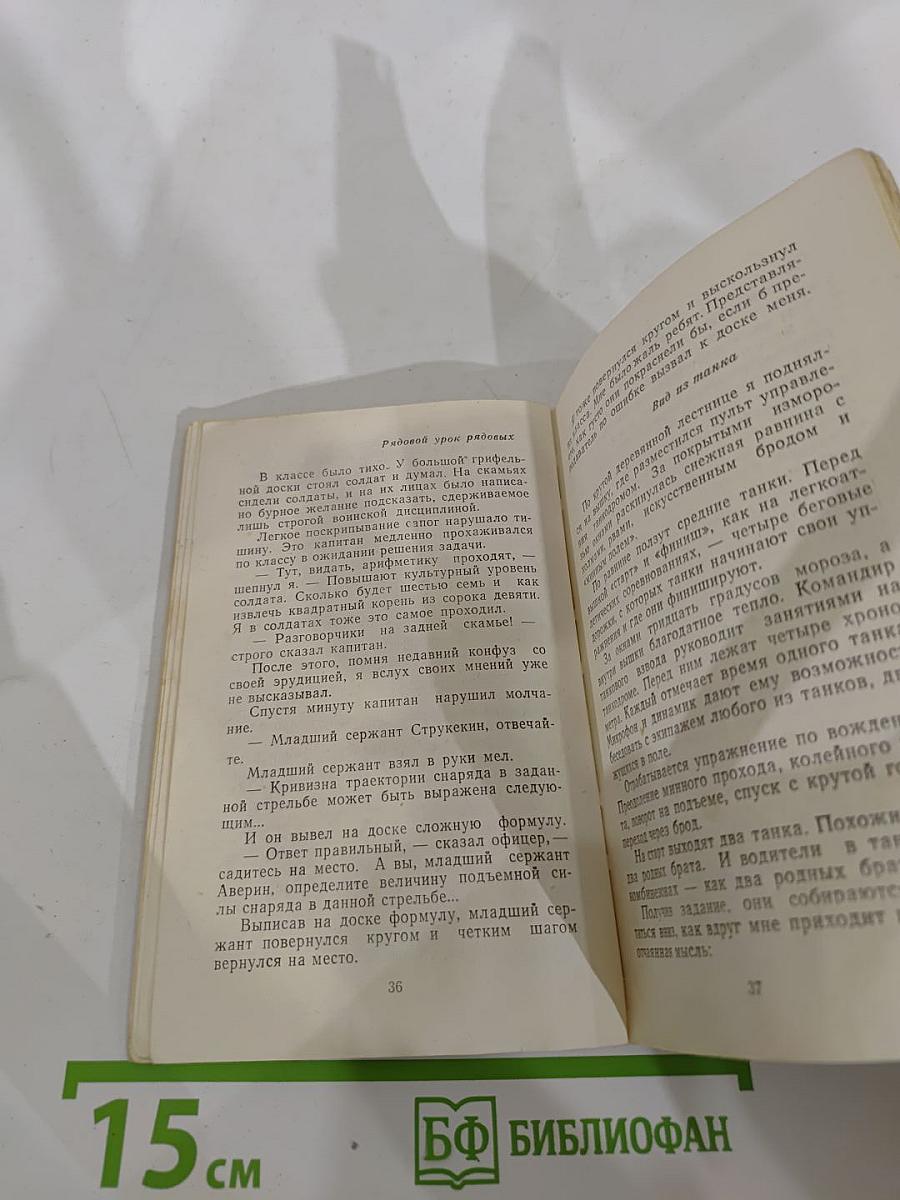 Рядовой урок рядовых
В классе было тихо. У большой грифель-
ной доски стоял солдат и думал. На скамьях
сидели солдаты, и на их лицах было написа-
но бурное желание подсказать, сдерживаемое
лишь строгой воинской дисциплиной.
Легкое поскрипывание сапог нарушало ти-
шину. Это капитан медленно прохаживался
по классу в ожидании решения задачи.
— Тут, видать, арифметику проходят, —
шепнул я. — Повышают культурный уровень
солдата. Сколько будет шестью семь и как
извлечь квадратный корень из сорока девяти.
Я в солдатах тоже это самое проходил.
— Разговорчики на задней скамье! —
строго сказал капитан.
После этого, помня недавний конфуз со
своей эрудицией, я вслух своих мнений уже
не высказывал.
Спустя минуту капитан нарушил молча-
ние.
— Младший сержант Струкекин, отвечай-
те.
Младший сержант взял в руки мел.
— Кривизна траектории снаряда в задан-
ной стрельбе может быть выражена следую-
щим...
И он вывел на доске сложную формулу.
— Ответ правильный, — сказал офицер, —
садитесь на место. А вы, младший сержант
Аверин, определите величину подъемной си-
лы снаряда в данной стрельбе...
Выписав на доске формулу, младший сер-
жант повернулся кругом и четким шагом
вернулся на место.
36
Я тоже повернулся кругом и выскользнул
из класса. Мне было жаль ребят. Представля-
как густо они покраснели бы, если б пре-
подаватель по ошибке вызвал к доске меня.
Вид из танка
По крутой деревянной лестнице я поднял-
ся на вышку, где разместился пульт управле-
ния танкодромом. За покрытыми изморо-
окнами раскинулась снежная равнина с
рвами, искусственным бродом и
полем».
По равнине ползут средние танки. Перед
вышкой «старт» и «финиш», как на легкоат-
летических соревнованиях, — четыре беговые
дорожки, с которых танки начинают свои уп-
ражнения и где они финишируют.
За окнами тридцать градусов мороза, а
внутри вышки благодатное тепло. Командир
танкового взвода руководит занятиями на
танкодроме. Перед ним лежат четыре хроно
метра. Каждый отмечает время одного танка
Микрофон и динамик дают ему возможност
беседовать с экипажем любого из танков, дв
жущихся в поле.
Отрабатывается упражнение по вожден
Преодоление минного прохода, колейного
та, поворот на подъеме, спуск с крутой го
переход через брод.
На старт выходят два танка. Похожи
два родных брата. И водители в тан
комбинезонах — как два родных бра
Получив задание, они собираются
таться вниз, как вдруг мне приходит
отчаянная мысль:
37
15 см
БФ БИБЛИОФАН